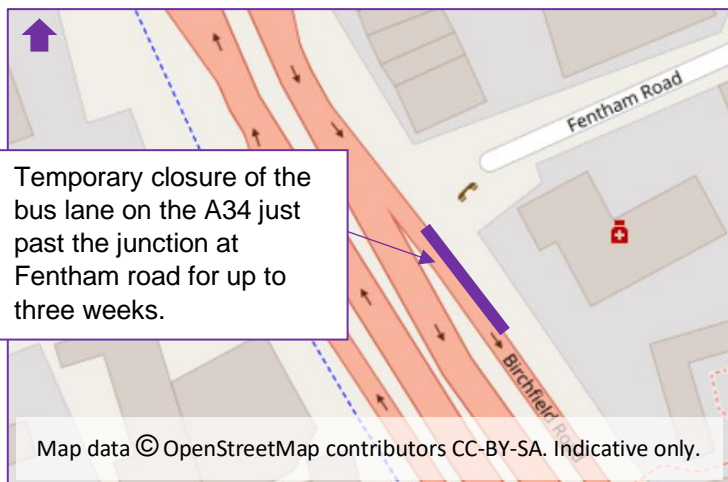 Fentham Road
Temporary closure of the
bus lane on the A34 just
past the junction at
Fentham road for up to
three weeks.
Birchfield Road
Map data © OpenStreetMap contributors CC-BY-SA. Indicative only.